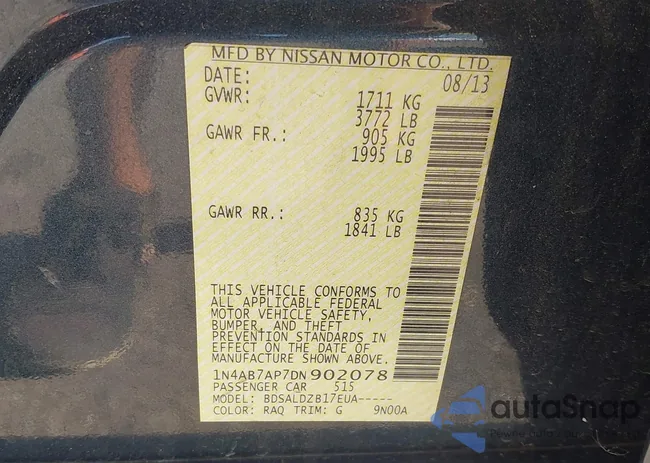 MFD BY NISSAN MOTOR CO., LTD.
DATE: 08/13
GVWR: 1711 KG
3772 LB
GAWR FR.: 905 KG
1995 LB
GAWR RR.: 835 KG
1841 LB
THIS VEHICLE CONFORMS TO
ALL APPLICABLE FEDERAL
MOTOR VEHICLE SAFETY,
BUMPER, AND THEFT
PREVENTION STANDARDS IN
EFFECT ON THE DATE OF
MANUFACTURE SHOWN ABOVE.
1N4AB7AP7DN902078
PASSENGER CAR 515
MODEL: BDSALDZB17EUA-----
COLOR: RAQ TRIM: G 9N00A
autoSnap